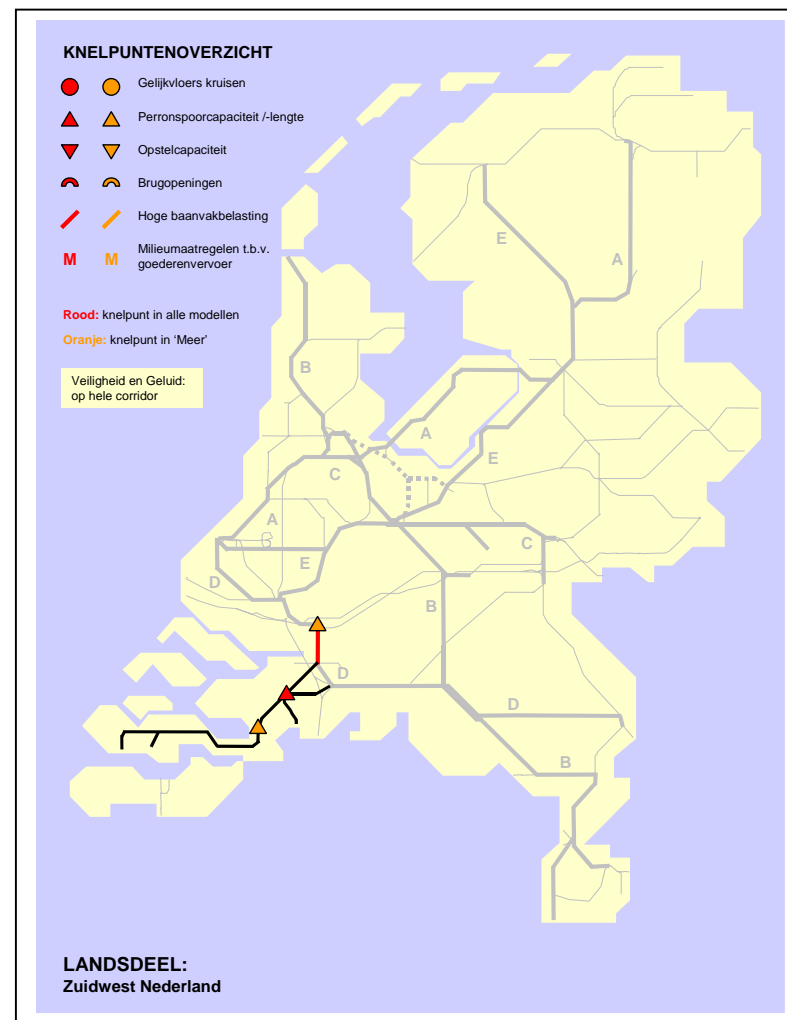 KNELPUNTENOVERZICHT
Gelijkvloers kruisen
Perronspoorcapaciteit /-lengte
Opstelcapaciteit
Brugopeningen
Hoge baanvakbelasting
M M Milieumaatregelen t.b.v.
goederenvervoer
Rood: knelpunt in alle modellen
Oranje: knelpunt in ‘Meer’
Veiligheid en Geluid:
op hele corridor
E
A
B
A
E
C
A
E
C
D
B
D
D
B
LANDSDEEL:
Zuidwest Nederland